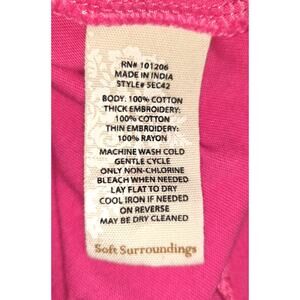 RN# 101206
MADE IN INDIA
STYLE# 5EC42
BODY: 100% COTTON
THICK EMBROIDERY:
100% COTTON
THIN EMBROIDERY:
100% RAYON
MACHINE WASH COLD
GENTLE CYCLE
ONLY NON-CHLORINE
BLEACH WHEN NEEDED
LAY FLAT TO DRY
COOL IRON IF NEEDED
ON REVERSE
MAY BE DRY CLEANED
Soft Surroundings